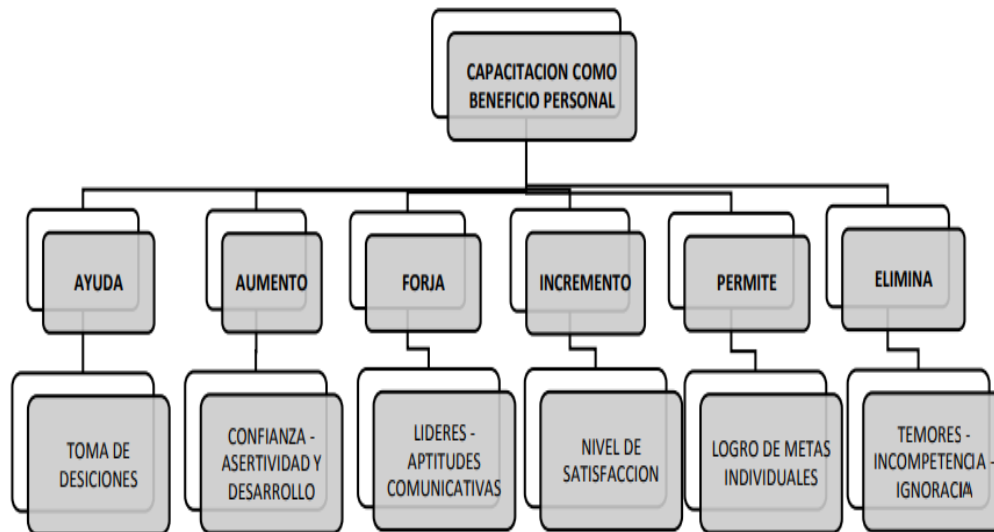 CAPACITACION COMO
BENEFICIO PERSONAL
AYUDA
AUMENTO
FORJA
INCREMENTO
PERMITE
ELIMINA
TOMA DE
DESICIONES
CONFIANZA -
ASERTIVIDAD Y
DESARROLLO
LIDERES -
APTITUDES
COMUNICATIVAS
NIVEL DE
SATISFACCION
LOGRO DE METAS
INDIVIDUALES
TEMORES -
INCOMPETENCIA -
IGNORACIA